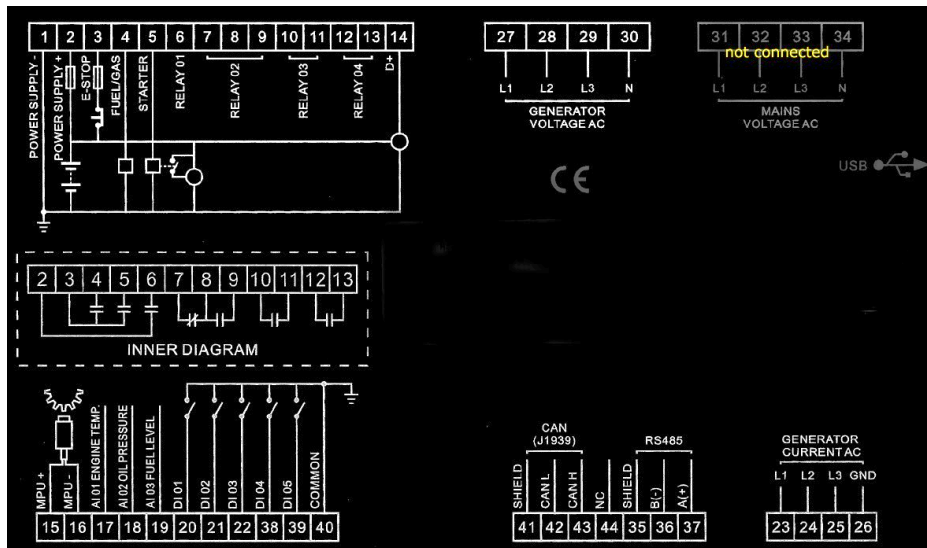 1 2 3 4 5 6 7 8 9 10 11 12 13 14
POWER SUPPLY -
POWER SUPPLY +
E-STOP
FUEL/GAS
STARTER
RELAY 01
RELAY 02
RELAY 03
RELAY 04
D+
27 28 29 30
L1 L2 L3 N
GENERATOR
VOLTAGE AC
31 32 33 34
not connected
L1 L2 L3 N
MAINS
VOLTAGE AC
USB
CE
2 3 4 5 6 7 8 9 10 11 12 13
INNER DIAGRAM
MPU +
MPU -
AI 01 ENGINE TEMP.
AI 02 OIL PRESSURE
AI 03 FUEL LEVEL
DI 01
DI 02
DI 03
DI 04
DI 05
COMMON
15 16 17 18 19 20 21 22 38 39 40
CAN
(J1939)
RS485
SHIELD
CAN L
CAN H
NC
SHIELD
B(-)
A(+)
41 42 43 44 35 36 37
GENERATOR
CURRENT AC
L1 L2 L3 GND
23 24 25 26